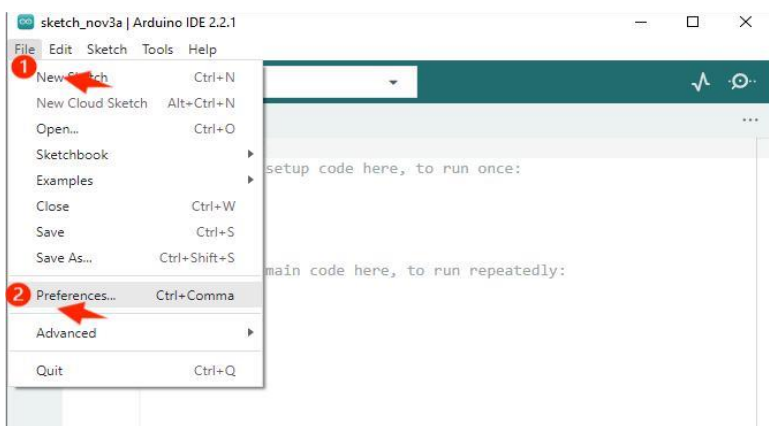 sketch_nov3a | Arduino IDE 2.2.1
File Edit Sketch Tools Help
1
New Sketch Ctrl+N
New Cloud Sketch Alt+Ctrl+N
Open... Ctrl+O
Sketchbook
Examples
setup code here, to run once:
Close Ctrl+W
Save Ctrl+S
Save As... Ctrl+Shift+S
main code here, to run repeatedly:
2 Preferences... Ctrl+Comma
Advanced
Quit Ctrl+Q